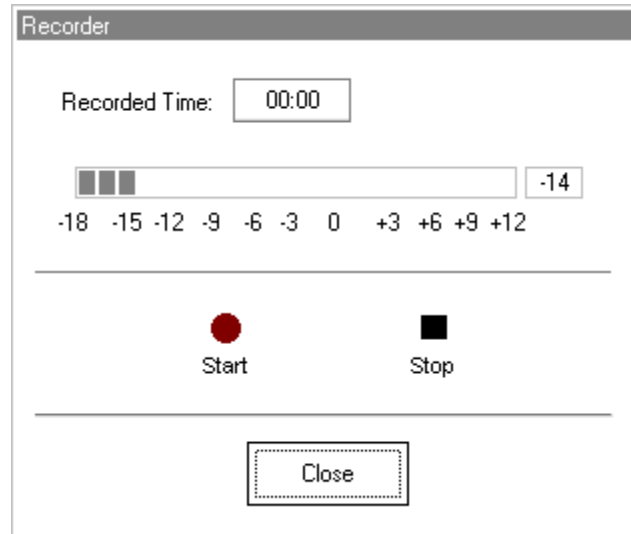 Recorder
Recorded Time: 00:00
-14
-18 -15 -12 -9 -6 -3 0 +3 +6 +9 +12
Start Stop
Close